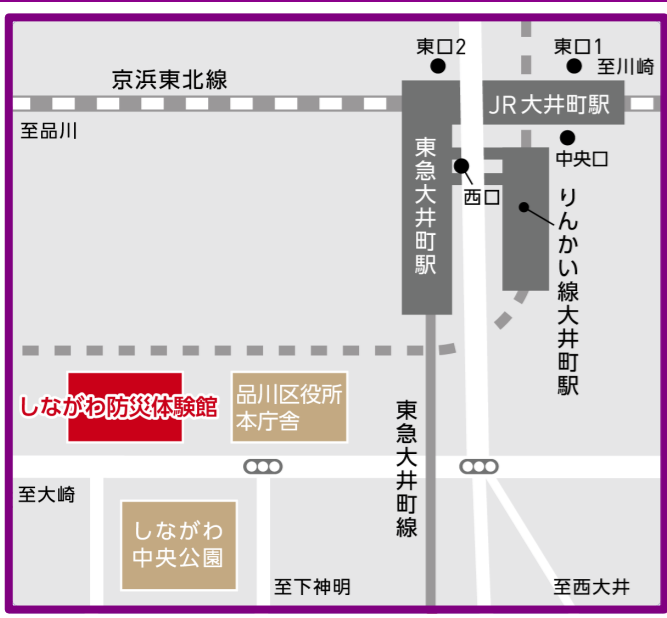 東口2
東口1
至川崎
京浜東北線
JR大井町駅
至品川
中央口
東急大井町駅
西口
りんかい線大井町駅
しながわ防災体験館
品川区役所
本庁舎
東急大井町線
至大崎
しながわ
中央公園
至下神明
至西大井